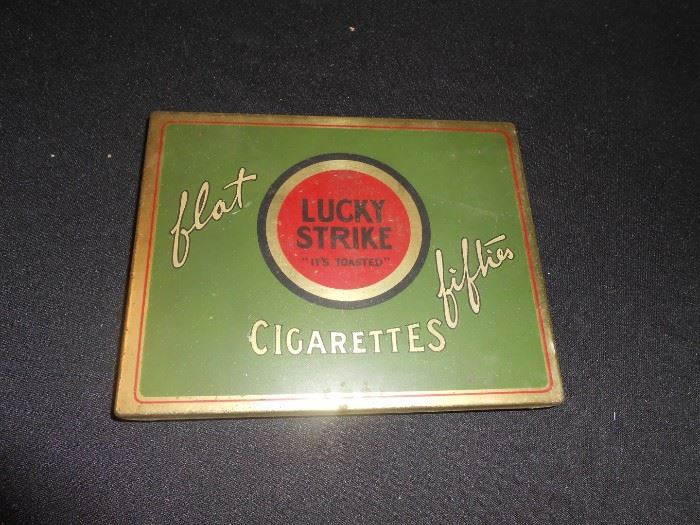 flat
LUCKY
STRIKE
"IT'S TOASTED"
CIGARETTES
fifties